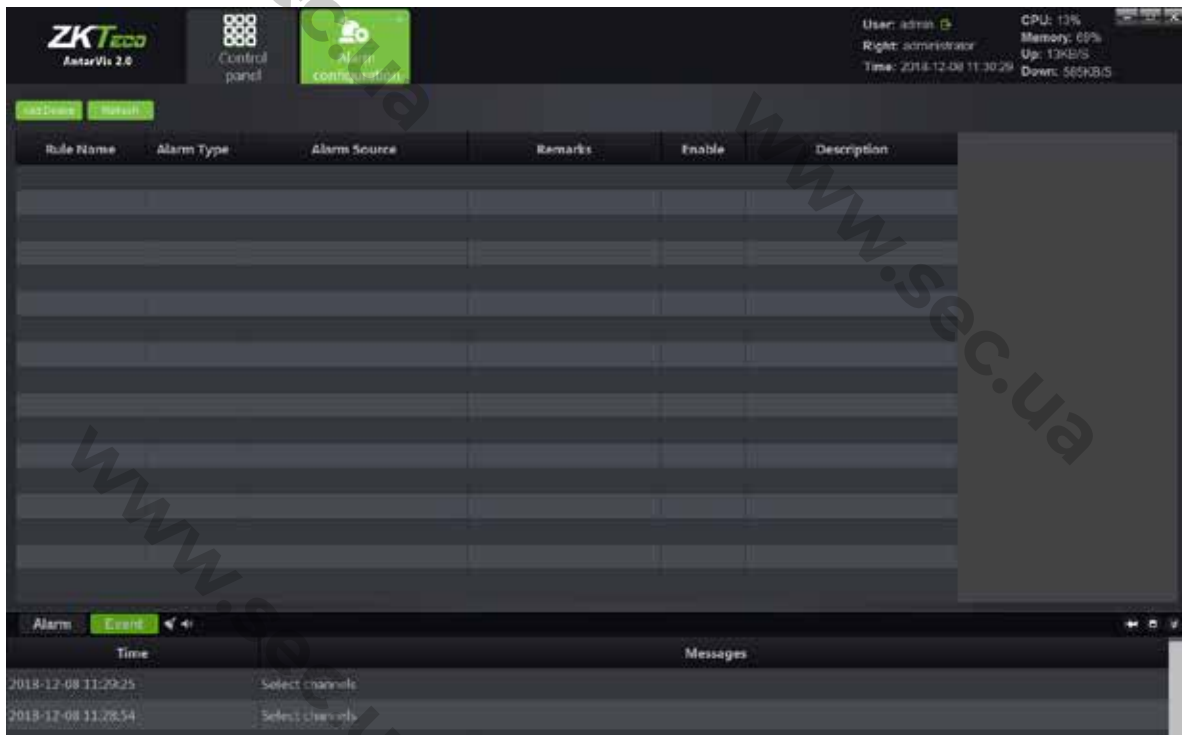 ZKTeco
AntarVis 2.0
Control panel
Alarm configuration
User: admin
Right: administrator
Time: 2018-12-08 11:30:29
CPU: 13%
Memory: 69%
Up: 13KB/S
Down: 585KB/S
Refresh
Rule Name Alarm Type Alarm Source Remarks Enable Description
Alarm Event
Time Messages
2018-12-08 11:29:25 Select channels
2018-12-08 11:28:54 Select channels
www.sec.ua
www.sec.ua
www.sec.ua